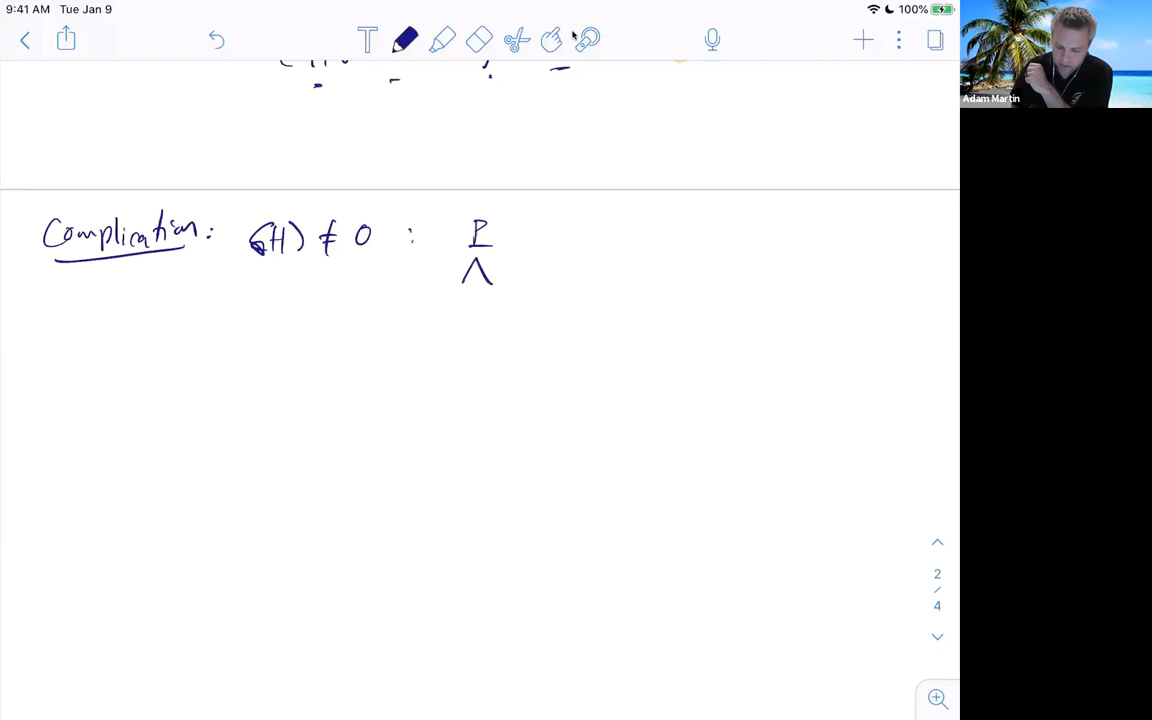 9:41 AM Tue Jan 9
100%
T
Adam Martin
Complication: (H) ≠ 0 : P
Λ
2
/
4